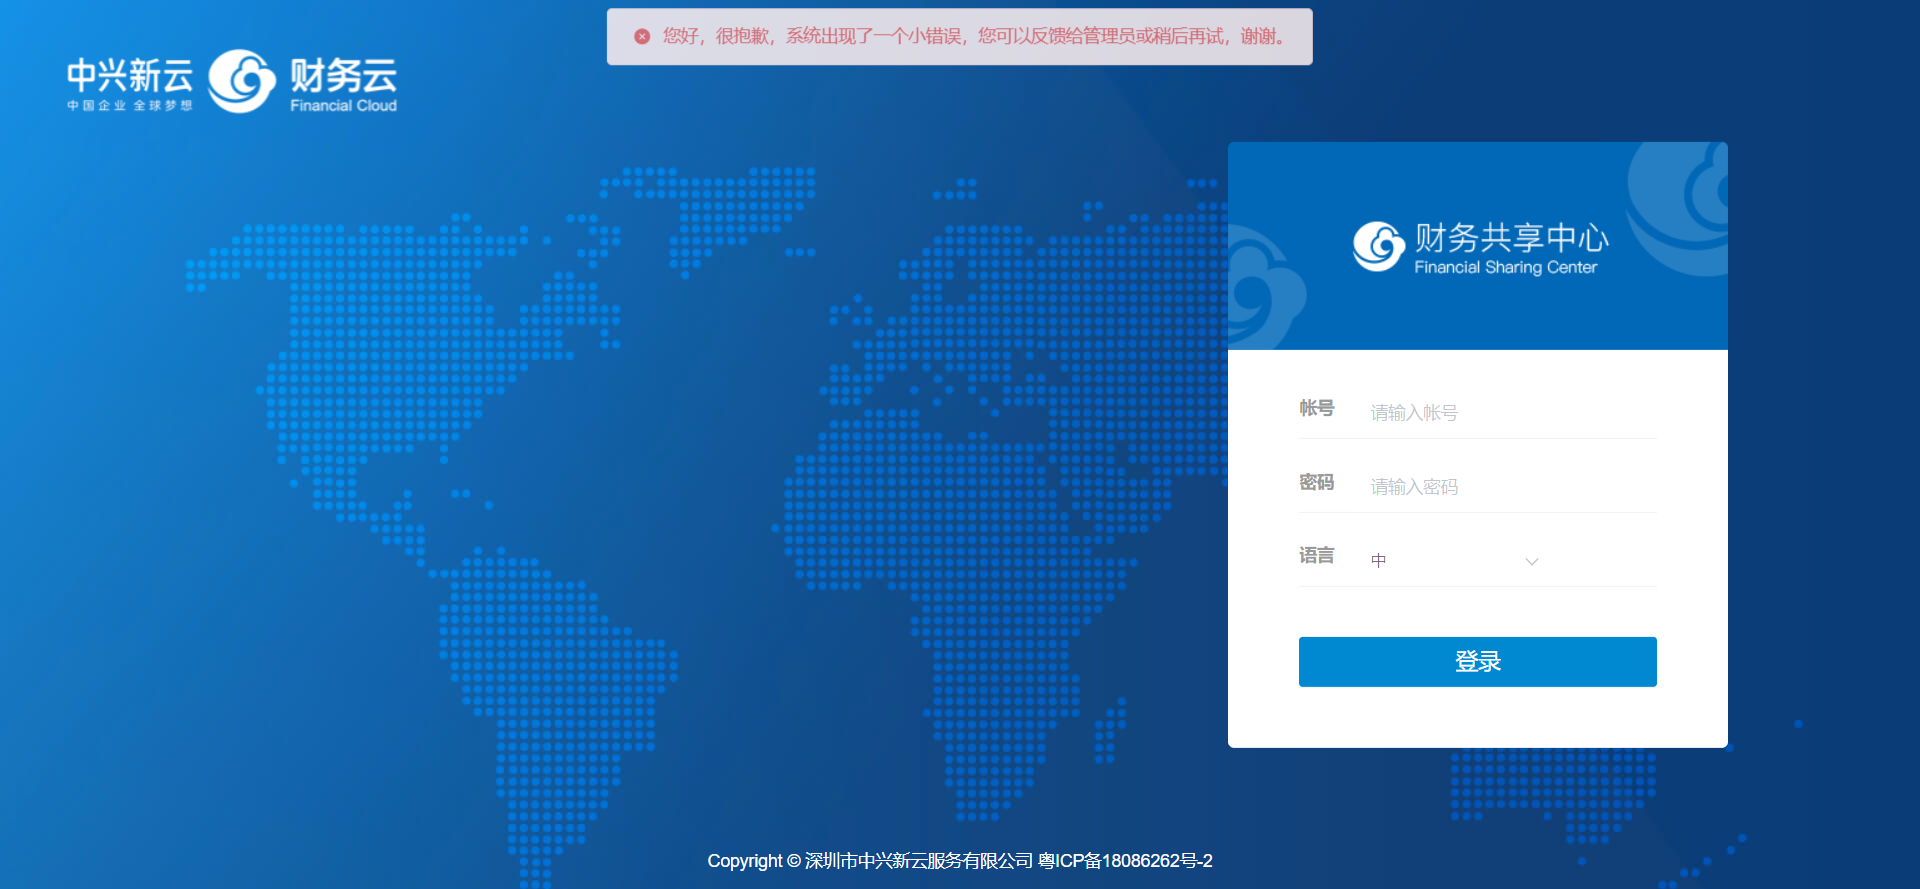 您好，很抱歉，系统出现了一个小错误，您可以反馈给管理员或稍后再试，谢谢。
中兴新云
中国企业 全球梦想
财务云
Financial Cloud
财务共享中心
Financial Sharing Center
帐号 请输入帐号
密码 请输入密码
语言 中
登录
Copyright © 深圳市中兴新云服务有限公司 粤ICP备18086262号-2